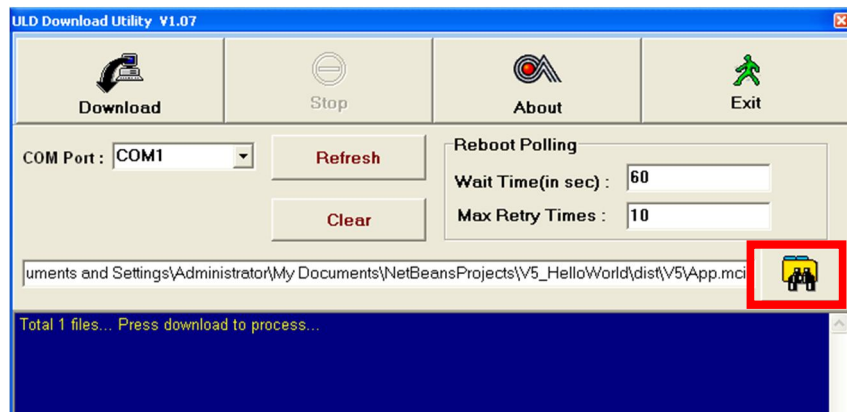 ULD Download Utility V1.07
Download
Stop
About
Exit
COM Port :
COM1
Refresh
Clear
Reboot Polling
Wait Time(in sec) :
60
Max Retry Times :
10
uments and Settings\Administrator\My Documents\NetBeansProjects\V5_HelloWorld\dist\V5\App.mci
Total 1 files... Press download to process...